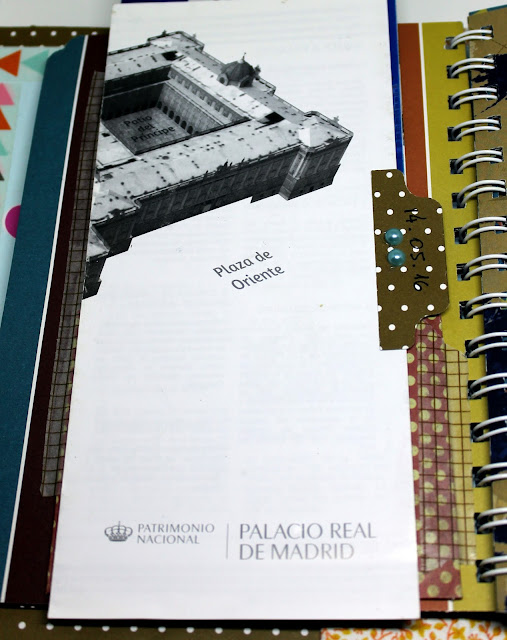 Patio
del
Príncipe
14.05.16
Plaza de
Oriente
PATRIMONIO
NACIONAL
PALACIO REAL
DE MADRID